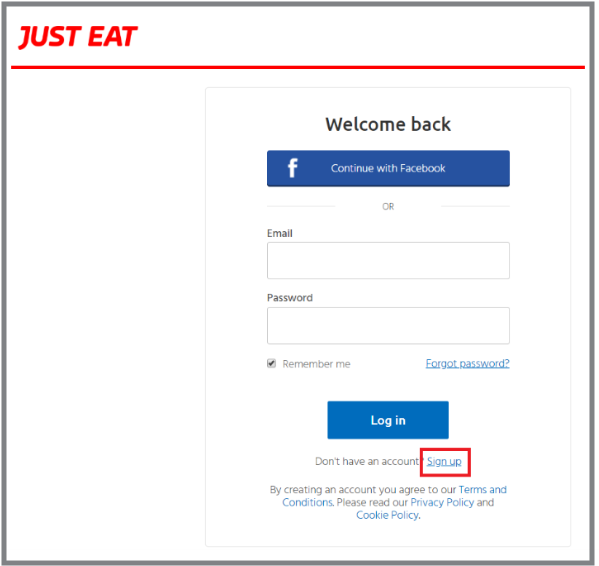 JUST EAT
Welcome back
f Continue with Facebook
OR
Email
Password
Remember me Forgot password?
Log in
Don't have an account? Sign up
By creating an account you agree to our Terms and
Conditions. Please read our Privacy Policy and
Cookie Policy.